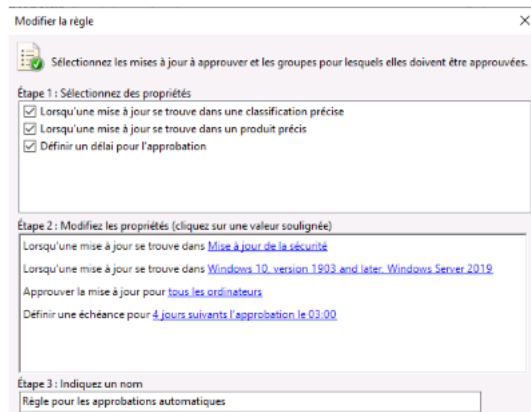 Modifier la règle
Sélectionnez les mises à jour à approuver et les groupes pour lesquels elles doivent être approuvées.
Étape 1 : Sélectionnez des propriétés
Lorsqu'une mise à jour se trouve dans une classification précise
Lorsqu'une mise à jour se trouve dans un produit précis
Définir un délai pour l'approbation
Étape 2 : Modifiez les propriétés (cliquez sur une valeur soulignée)
Lorsqu'une mise à jour se trouve dans Mise à jour de la sécurité
Lorsqu'une mise à jour se trouve dans Windows 10, version 1903 and later, Windows Server 2019
Approuver la mise à jour pour tous les ordinateurs
Définir une échéance pour 4 jours suivants l'approbation le 03:00
Étape 3 : Indiquez un nom
Règle pour les approbations automatiques